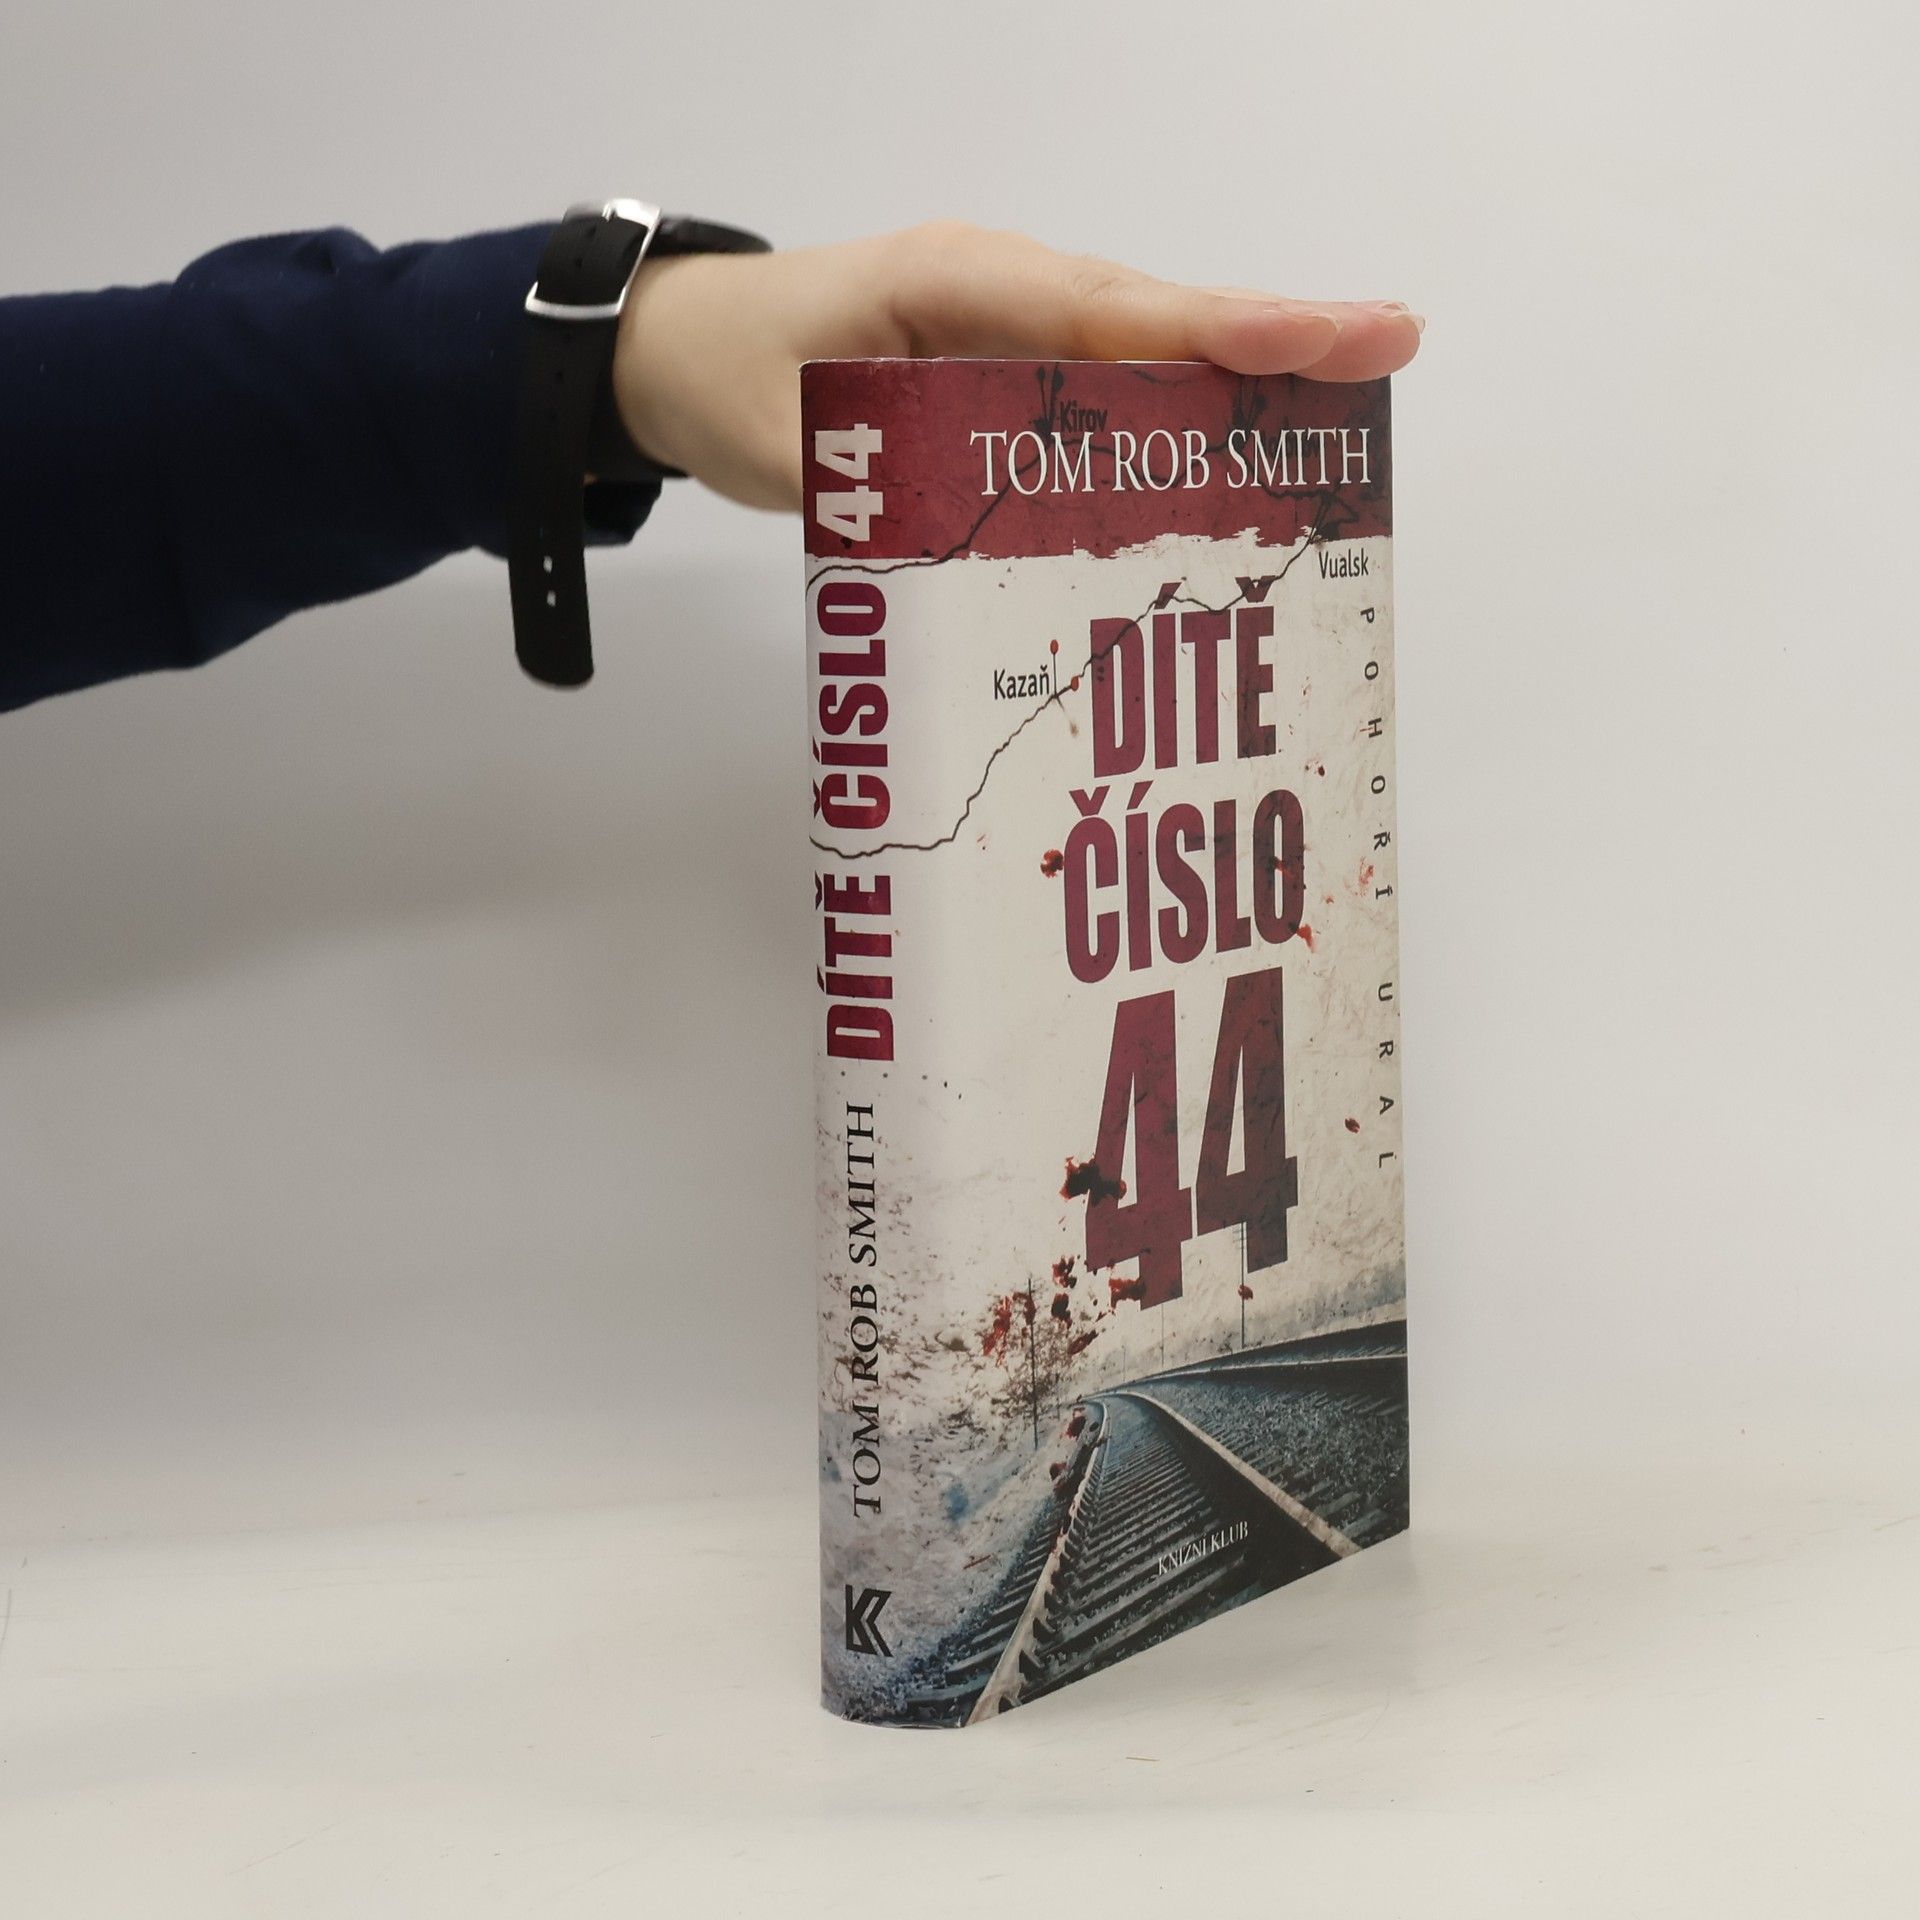 DÍTĚ ČÍSLO 44
TOM ROB SMITH
Kirov
TOM ROB SMITH
Vualsk
Kazaň
POHOŘÍ URAL
DÍTĚ
ČÍSLO
44
KNIŽNÍ KLUB